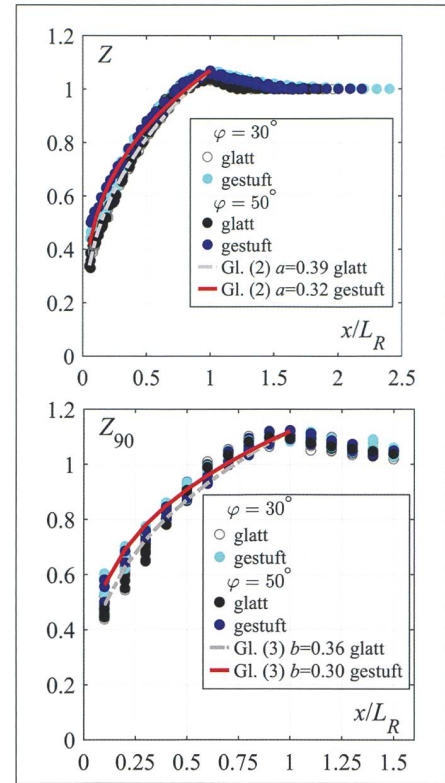 1.2
Z
1
0.8
0.6
0.4
0.2
0
φ = 30°
glatt
gestuft
φ = 50°
glatt
gestuft
Gl. (2) a=0.39 glatt
Gl. (2) a=0.32 gestuft
x/L_R
0 0.5 1 1.5 2 2.5
1.2
Z_90
1
0.8
0.6
0.4
0.2
0
φ = 30°
glatt
gestuft
φ = 50°
glatt
gestuft
Gl. (3) b=0.36 glatt
Gl. (3) b=0.30 gestuft
x/L_R
0 0.25 0.5 0.75 1 1.25 1.5